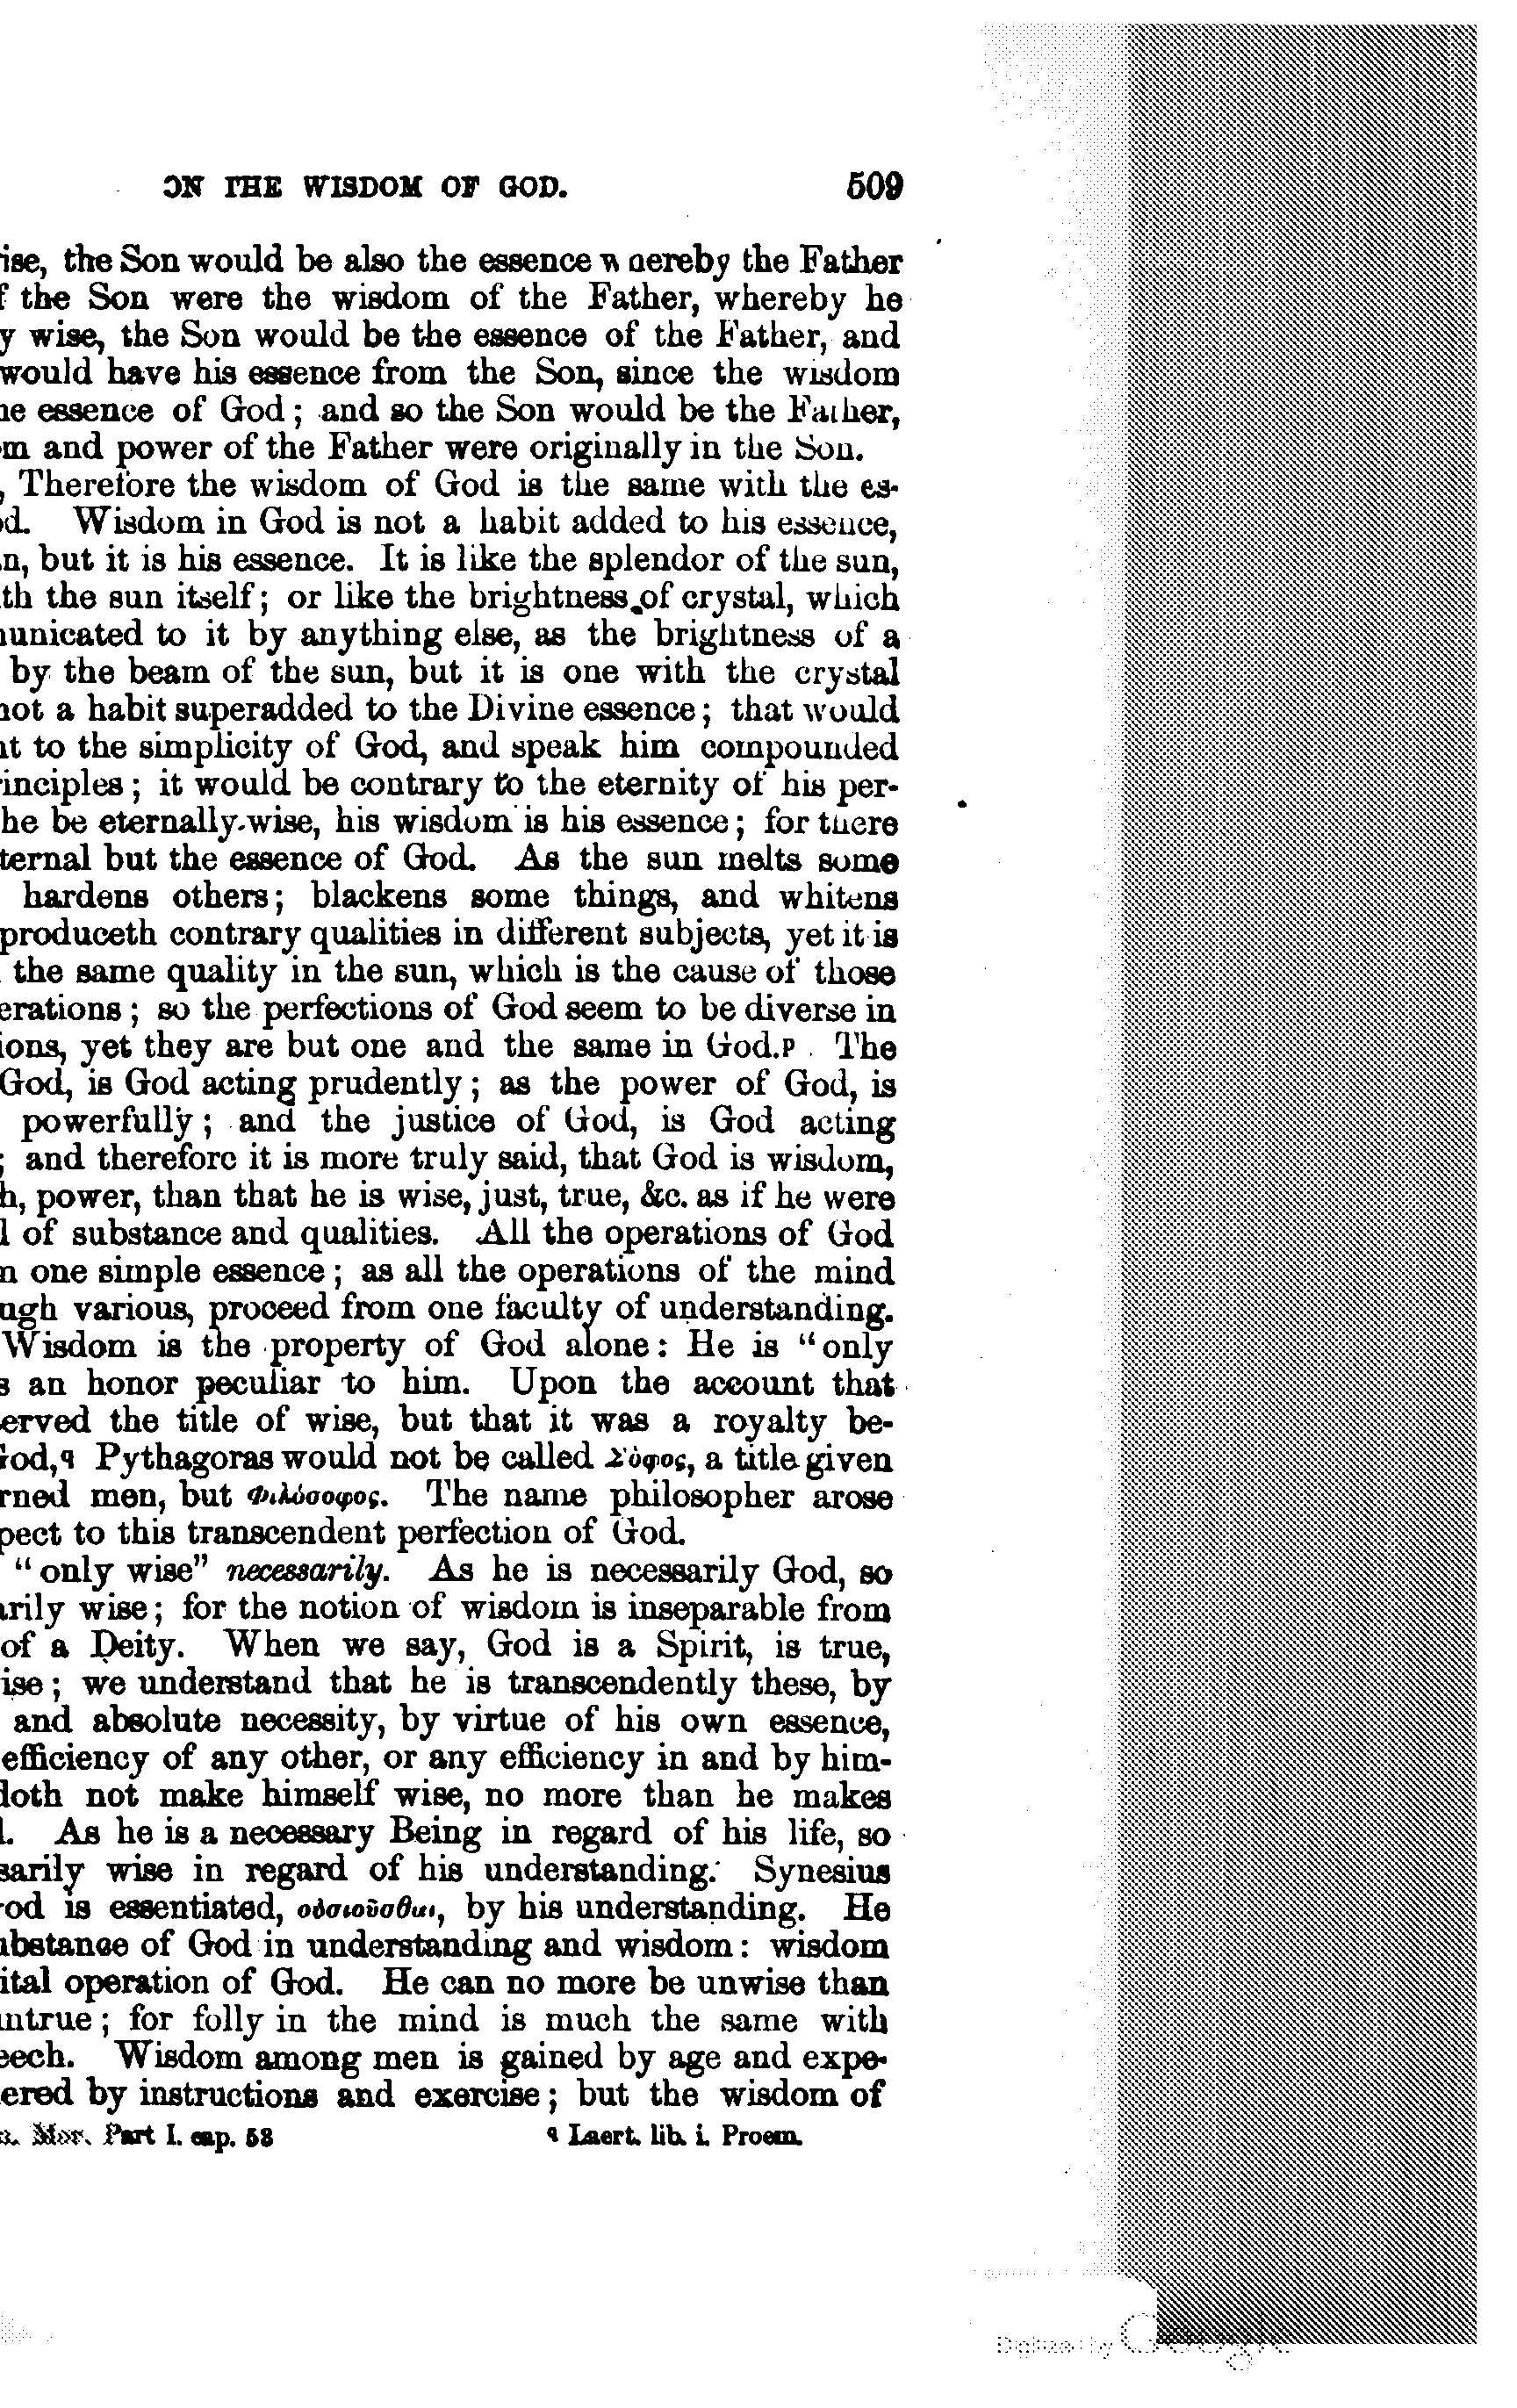 ON THE WISDOM OF GOD. 509
ise, the Son would be also the essence whereby the Father
f the Son were the wisdom of the Father, whereby he
y wise, the Son would be the essence of the Father, and
would have his essence from the Son, since the wisdom
ne essence of God; and so the Son would be the Father,
m and power of the Father were originally in the Son.
, Therefore the wisdom of God is the same with the es-
d. Wisdom in God is not a habit added to his essence,
n, but it is his essence. It is like the splendor of the sun,
th the sun itself; or like the brightness of crystal, which
unicated to it by anything else, as the brightness of a
by the beam of the sun, but it is one with the crystal
not a habit superadded to the Divine essence; that would
nt to the simplicity of God, and speak him compounded
rinciples; it would be contrary to the eternity of his per-
he be eternally wise, his wisdom is his essence; for there
ternal but the essence of God. As the sun melts some
hardens others; blackens some things, and whitens
produceth contrary qualities in different subjects, yet it is
the same quality in the sun, which is the cause of those
erations; so the perfections of God seem to be diverse in
ions, yet they are but one and the same in God.p The
God, is God acting prudently; as the power of God, is
powerfully; and the justice of God, is God acting
; and therefore it is more truly said, that God is wisdom,
h, power, than that he is wise, just, true, &c. as if he were
l of substance and qualities. All the operations of God
n one simple essence; as all the operations of the mind
ugh various, proceed from one faculty of understanding.
Wisdom is the property of God alone: He is "only
s an honor peculiar to him. Upon the account that
erved the title of wise, but that it was a royalty be-
God,q Pythagoras would not be called Σόφος, a title given
rned men, but Φιλόσοφος. The name philosopher arose
pect to this transcendent perfection of God.
"only wise" necessarily. As he is necessarily God, so
arily wise; for the notion of wisdom is inseparable from
of a Deity. When we say, God is a Spirit, is true,
ise; we understand that he is transcendently these, by
and absolute necessity, by virtue of his own essence,
efficiency of any other, or any efficiency in and by him-
doth not make himself wise, no more than he makes
l. As he is a necessary Being in regard of his life, so
sarily wise in regard of his understanding. Synesius
od is essentiated, οὐσιοῦσθαι, by his understanding. He
ubstance of God in understanding and wisdom: wisdom
ital operation of God. He can no more be unwise than
untrue; for folly in the mind is much the same with
eech. Wisdom among men is gained by age and expe-
ered by instructions and exercise; but the wisdom of
Mor. Part I. cap. 53 q Laert. lib. i. Proem.
Digitized by Google